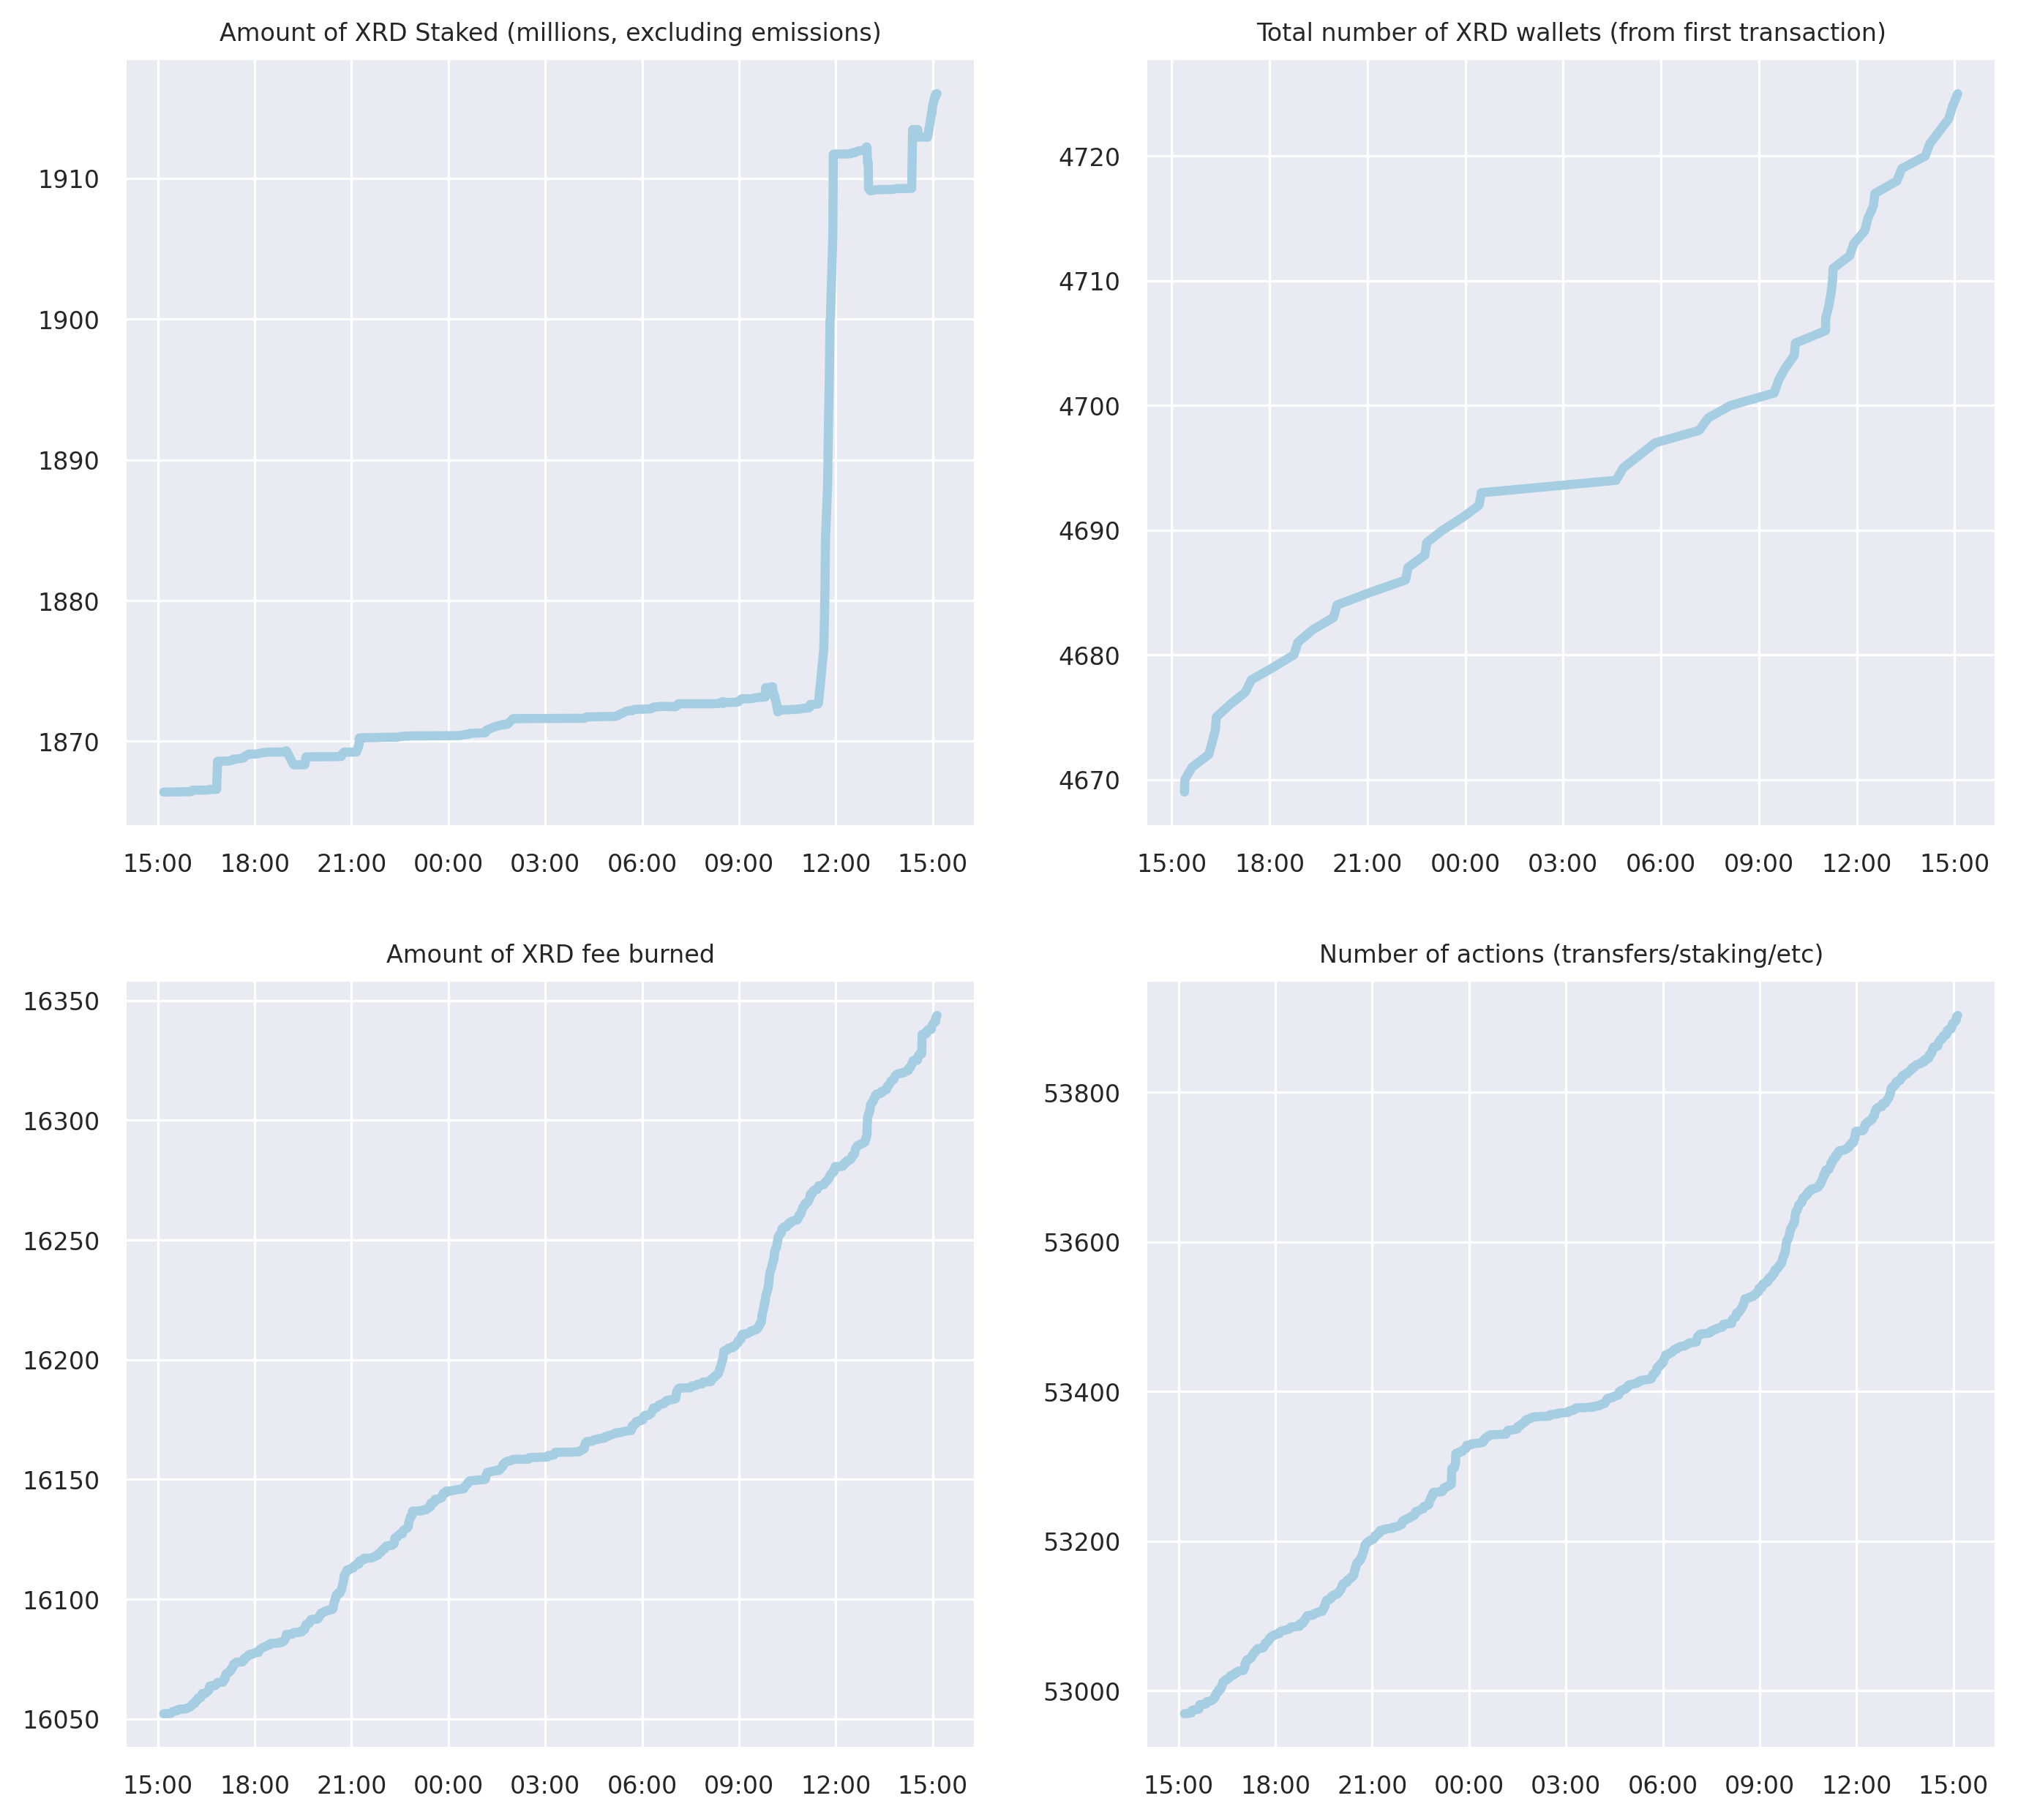 Amount of XRD Staked (millions, excluding emissions)
1910
1900
1890
1880
1870
15:00 18:00 21:00 00:00 03:00 06:00 09:00 12:00 15:00
Total number of XRD wallets (from first transaction)
4720
4710
4700
4690
4680
4670
15:00 18:00 21:00 00:00 03:00 06:00 09:00 12:00 15:00
Amount of XRD fee burned
16350
16300
16250
16200
16150
16100
16050
15:00 18:00 21:00 00:00 03:00 06:00 09:00 12:00 15:00
Number of actions (transfers/staking/etc)
53800
53600
53400
53200
53000
15:00 18:00 21:00 00:00 03:00 06:00 09:00 12:00 15:00